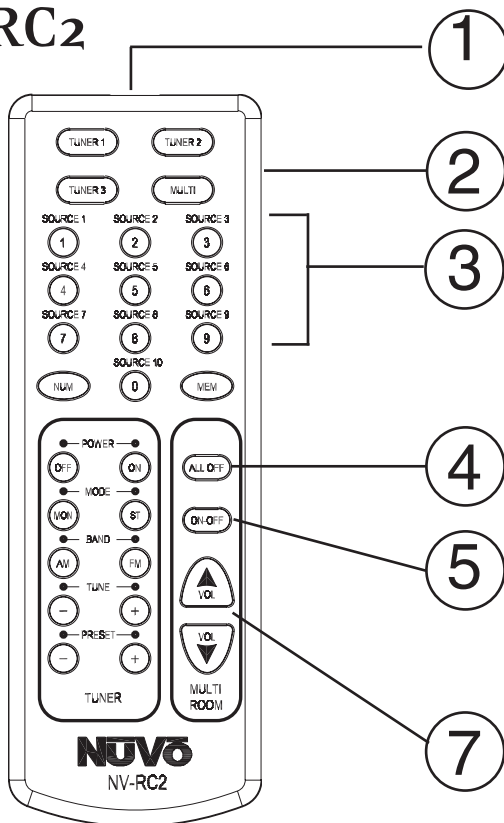 RC2
1
TUNER 1 TUNER 2
2
TUNER 3 MULTI
SOURCE 1 SOURCE 2 SOURCE 3
1 2 3
3
SOURCE 4 SOURCE 5 SOURCE 6
4 5 6
SOURCE 7 SOURCE 8 SOURCE 9
7 8 9
SOURCE 10
NUM 0 MEM
POWER
OFF ON ALL OFF
4
MODE
MON ST ON-OFF
5
BAND
AM FM
VOL
TUNE
− +
PRESET
VOL
− +
TUNER
MULTI
ROOM
7
NUVO
NV-RC2